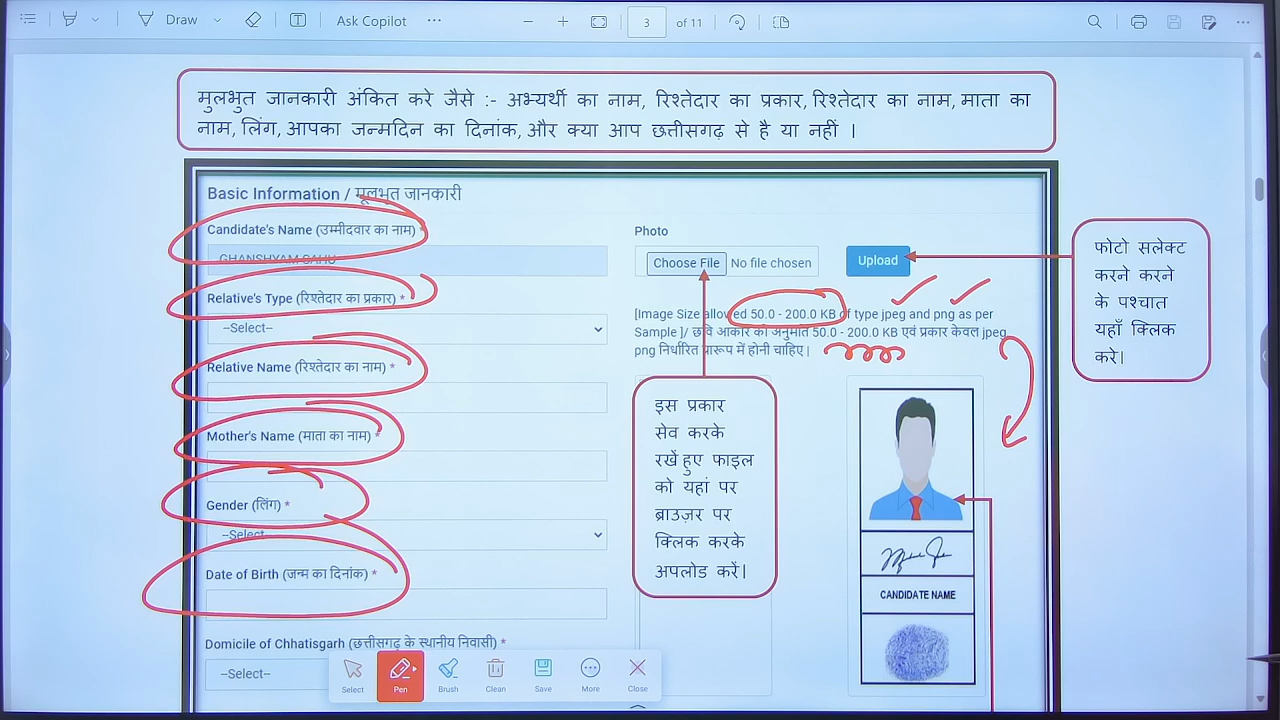 Draw
Ask Copilot
3 of 11
मुलभुत जानकारी अंकित करे जैसे :- अभ्यर्थी का नाम, रिश्तेदार का प्रकार, रिश्तेदार का नाम, माता का
नाम, लिंग, आपका जन्मदिन का दिनांक, और क्या आप छत्तीसगढ़ से है या नहीं ।
Basic Information / मूलभूत जानकारी
Candidate's Name (उम्मीदवार का नाम)
GHANSHYAM SAHU
Relative's Type (रिश्तेदार का प्रकार) *
--Select--
Relative Name (रिश्तेदार का नाम) *
Mother's Name (माता का नाम) *
Gender (लिंग) *
--Select--
Date of Birth (जन्म का दिनांक) *
Domicile of Chhatisgarh (छत्तीसगढ़ के स्थानीय निवासी) *
--Select--
Photo
Choose File No file chosen
Upload
[Image Size allowed 50.0 - 200.0 KB of type jpeg and png as per
Sample ]/ छवि आकार की अनुमति 50.0 - 200.0 KB एवं प्रकार केवल jpeg,
png निर्धारित प्रारूप में होनी चाहिए |
इस प्रकार
सेव करके
रखें हुए फाइल
को यहां पर
ब्राउज़र पर
क्लिक करके
अपलोड करें|
CANDIDATE NAME
फोटो सलेक्ट
करने करने
के पश्चात
यहाँ क्लिक
करे|
Select
Pen
Brush
Clean
Save
More
Close